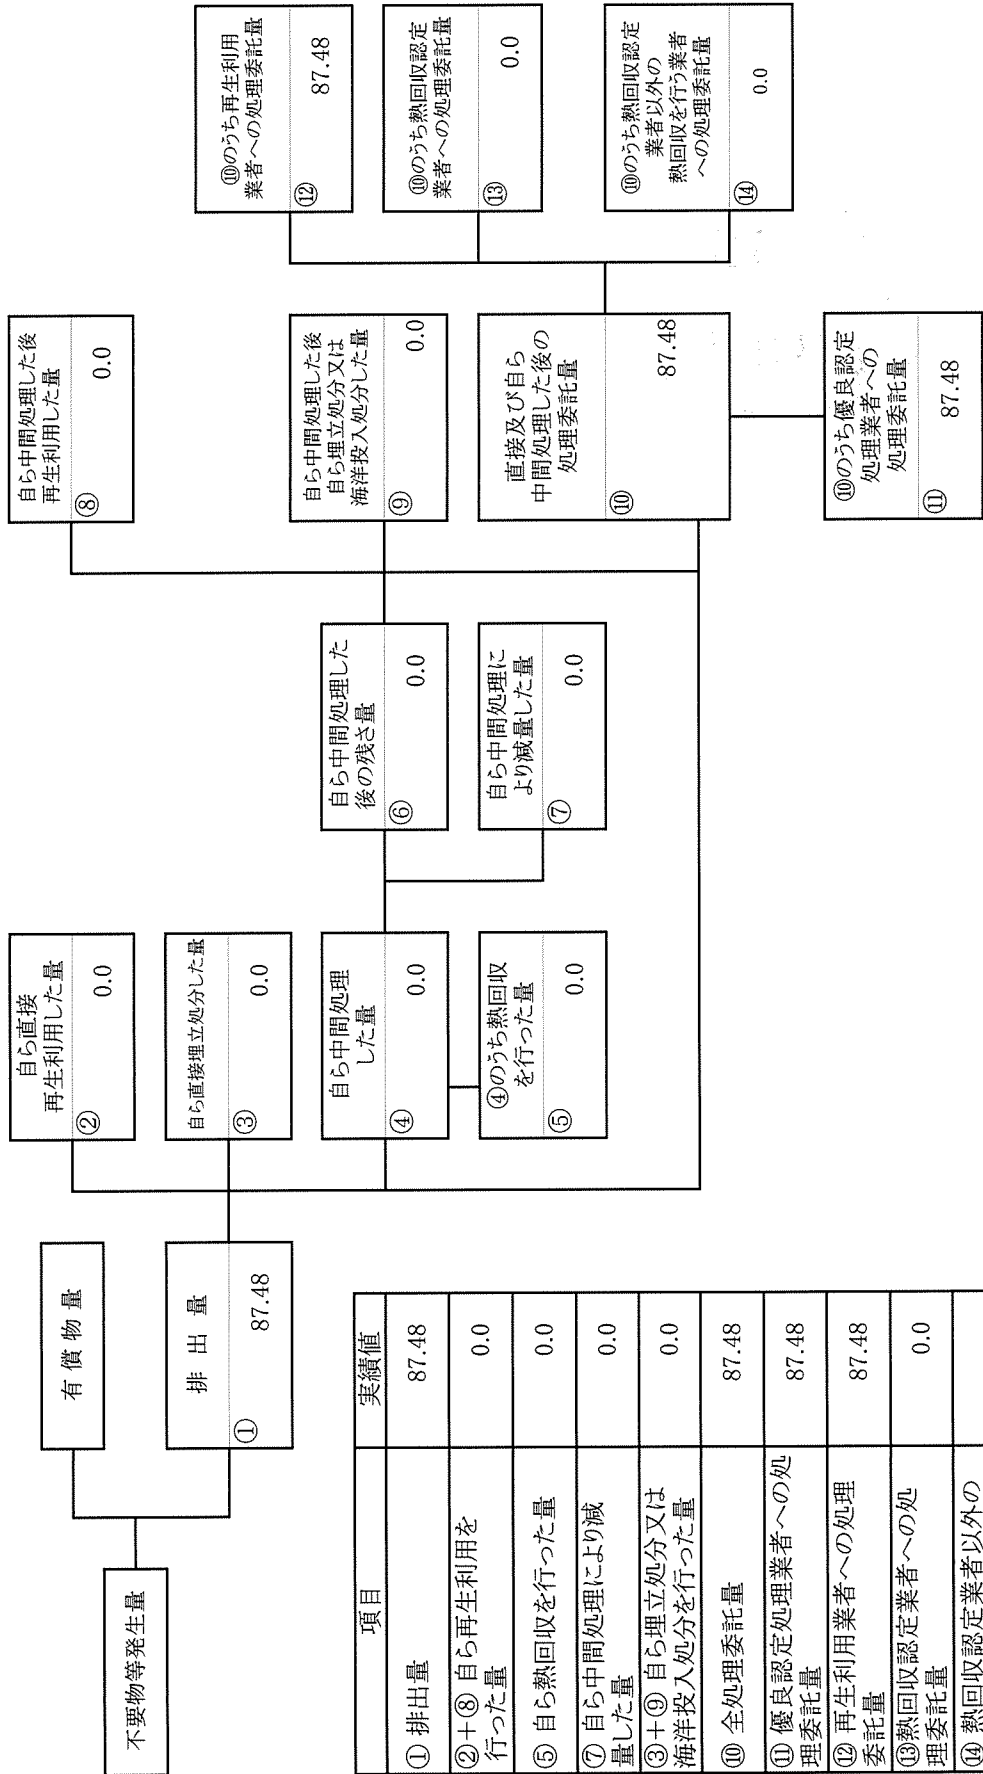 不要物等発生量
有 償 物 量
排 出 量
①
87.48
自ら直接
再生利用した量
②
0.0
自ら直接埋立処分した量
③
0.0
自ら中間処理
した量
④
0.0
④のうち熱回収
を行った量
⑤
0.0
自ら中間処理した
後の残さ量
⑥
0.0
自ら中間処理に
より減量した量
⑦
0.0
自ら中間処理した後
再生利用した量
⑧
0.0
自ら中間処理した後
自ら埋立処分又は
海洋投入処分した量
⑨
0.0
直接及び自ら
中間処理した後の
処理委託量
⑩
87.48
⑩のうち優良認定
処理業者への
処理委託量
⑪
87.48
⑩のうち再生利用
業者への処理委託量
⑫
87.48
⑩のうち熱回収認定
業者への処理委託量
⑬
0.0
⑩のうち熱回収認定
業者以外の
熱回収を行う業者
への処理委託量
⑭
0.0
項目 実績値
① 排出量 87.48
②＋⑧ 自ら再生利用を
行った量 0.0
⑤ 自ら熱回収を行った量 0.0
⑦ 自ら中間処理により減
量した量 0.0
③＋⑨ 自ら埋立処分又は
海洋投入処分を行った量 0.0
⑩ 全処理委託量 87.48
⑪ 優良認定処理業者への処
理委託量 87.48
⑫ 再生利用業者への処理
委託量 87.48
⑬熱回収認定業者への処
理委託量 0.0
⑭ 熱回収認定業者以外の